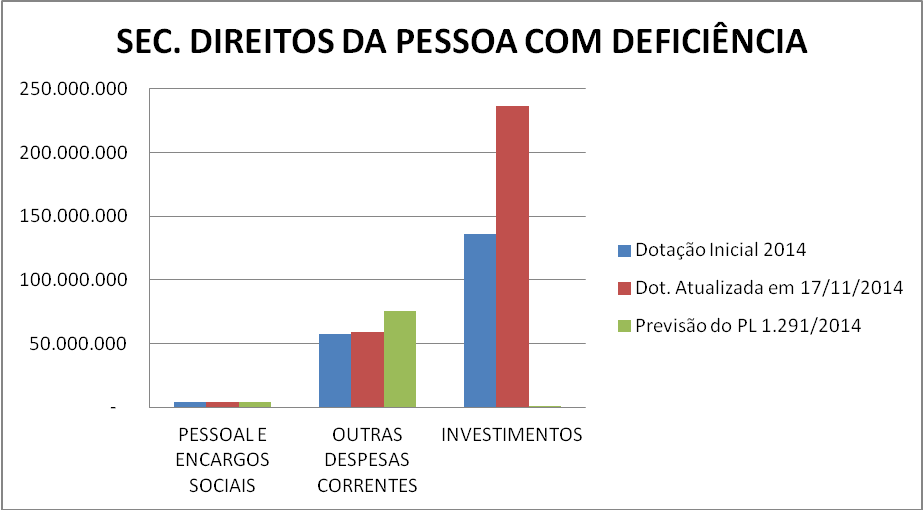 SEC. DIREITOS DA PESSOA COM DEFICIÊNCIA
250.000.000
200.000.000
150.000.000
100.000.000
50.000.000
-
PESSOAL E
ENCARGOS
SOCIAIS
OUTRAS
DESPESAS
CORRENTES
INVESTIMENTOS
Dotação Inicial 2014
Dot. Atualizada em 17/11/2014
Previsão do PL 1.291/2014